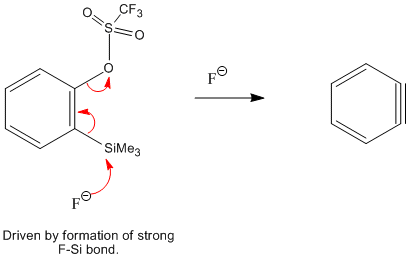 CF₃
O
S
O
O
F⊖
SiMe₃
F⊖
Driven by formation of strong
F-Si bond.